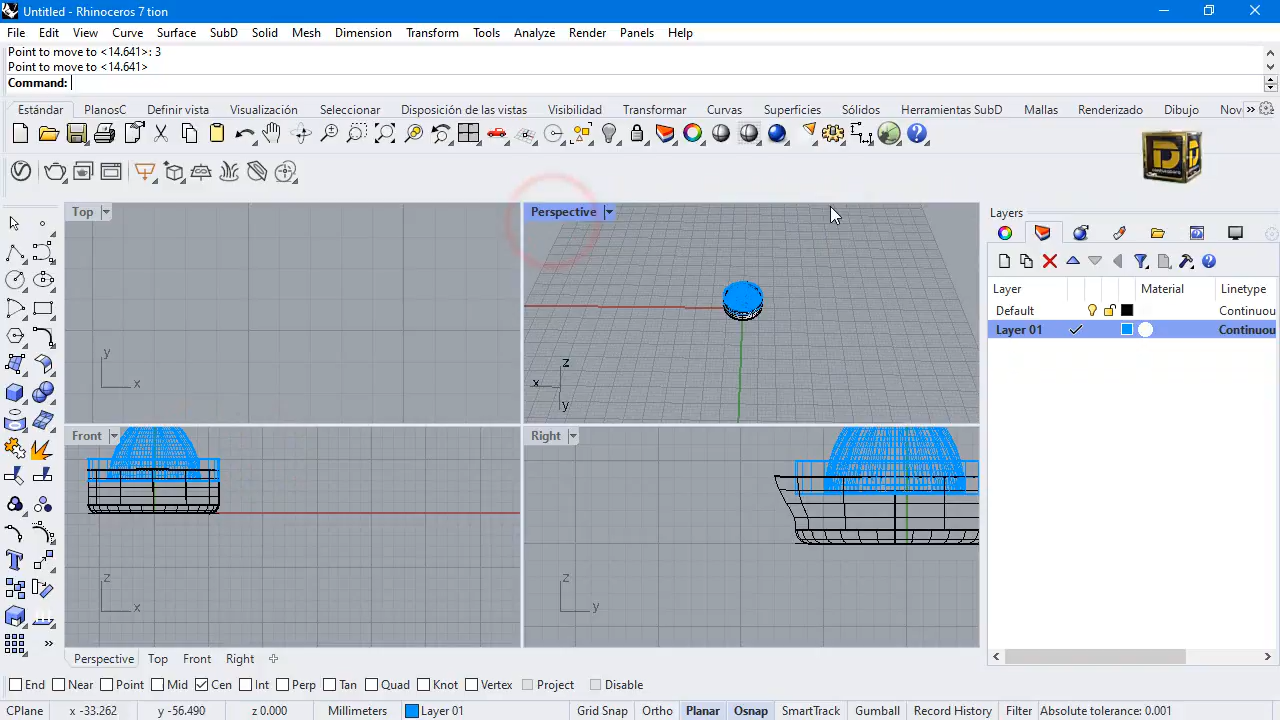 Untitled - Rhinoceros 7 tion
File Edit View Curve Surface SubD Solid Mesh Dimension Transform Tools Analyze Render Panels Help
Point to move to <14.641>: 3
Point to move to <14.641>
Command:
Estándar PlanosC Definir vista Visualización Seleccionar Disposición de las vistas Visibilidad Transformar Curvas Superficies Sólidos Herramientas SubD Mallas Renderizado Dibujo Nov »
Top Perspective Layers
Layer Material Linetype
Default Continuou
Layer 01 Continuou
y x z x y
Front Right
z x z y
Perspective Top Front Right
End Near Point Mid Cen Int Perp Tan Quad Knot Vertex Project Disable
CPlane x -33.262 y -56.490 z 0.000 Millimeters Layer 01 Grid Snap Ortho Planar Osnap SmartTrack Gumball Record History Filter Absolute tolerance: 0.001